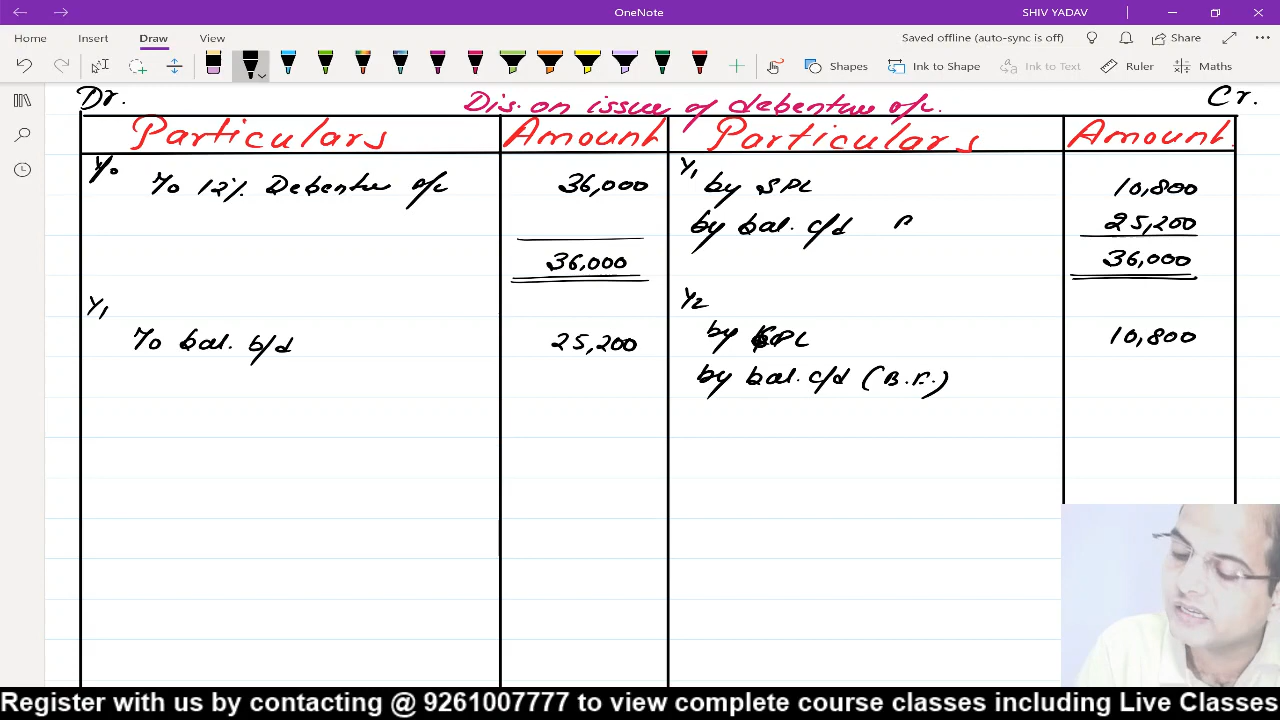 OneNote
SHIV YADAV
Home Insert Draw View
Saved offline (auto-sync is off)
Share
Shapes
Ink to Shape
Ink to Text
Ruler
Maths
Dr. Dis. on issue of debenture a/c. Cr.
Particulars Amount Particulars Amount
Y0 Y1
To 12% Debenture a/c 36,000 by SPL 10,800
by bal. c/d 25,200
36,000 36,000
Y1 Y2
To bal. b/d 25,200 by SPL 10,800
by bal. c/d (B.F.)
Register with us by contacting @ 9261007777 to view complete course classes including Live Classes